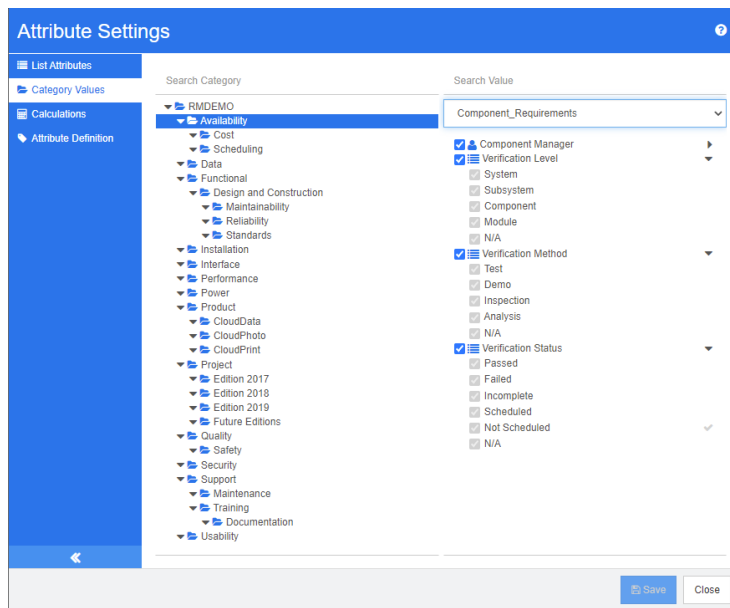 Attribute Settings
List Attributes
Category Values
Calculations
Attribute Definition
Search Category
RMDEMO
Availability
Cost
Scheduling
Data
Functional
Design and Construction
Maintainability
Reliability
Standards
Installation
Interface
Performance
Power
Product
CloudData
CloudPhoto
CloudPrint
Project
Edition 2017
Edition 2018
Edition 2019
Future Editions
Quality
Safety
Security
Support
Maintenance
Training
Documentation
Usability
Search Value
Component_Requirements
Component Manager
Verification Level
System
Subsystem
Component
Module
N/A
Verification Method
Test
Demo
Inspection
Analysis
N/A
Verification Status
Passed
Failed
Incomplete
Scheduled
Not Scheduled
N/A
Save
Close